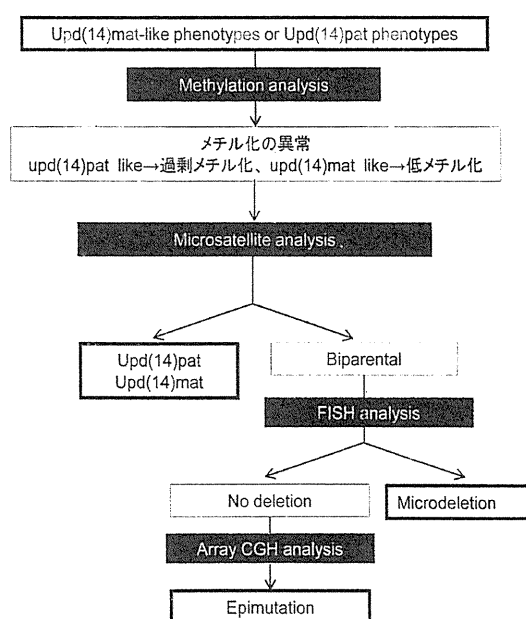 Upd(14)mat-like phenotypes or Upd(14)pat phenotypes
Methylation analysis
メチル化の異常
upd(14)pat like→過剰メチル化、upd(14)mat like→低メチル化
Microsatellite analysis、
Upd(14)pat
Upd(14)mat
Biparental
FISH analysis
No deletion
Microdeletion
Array CGH analysis
Epimutation